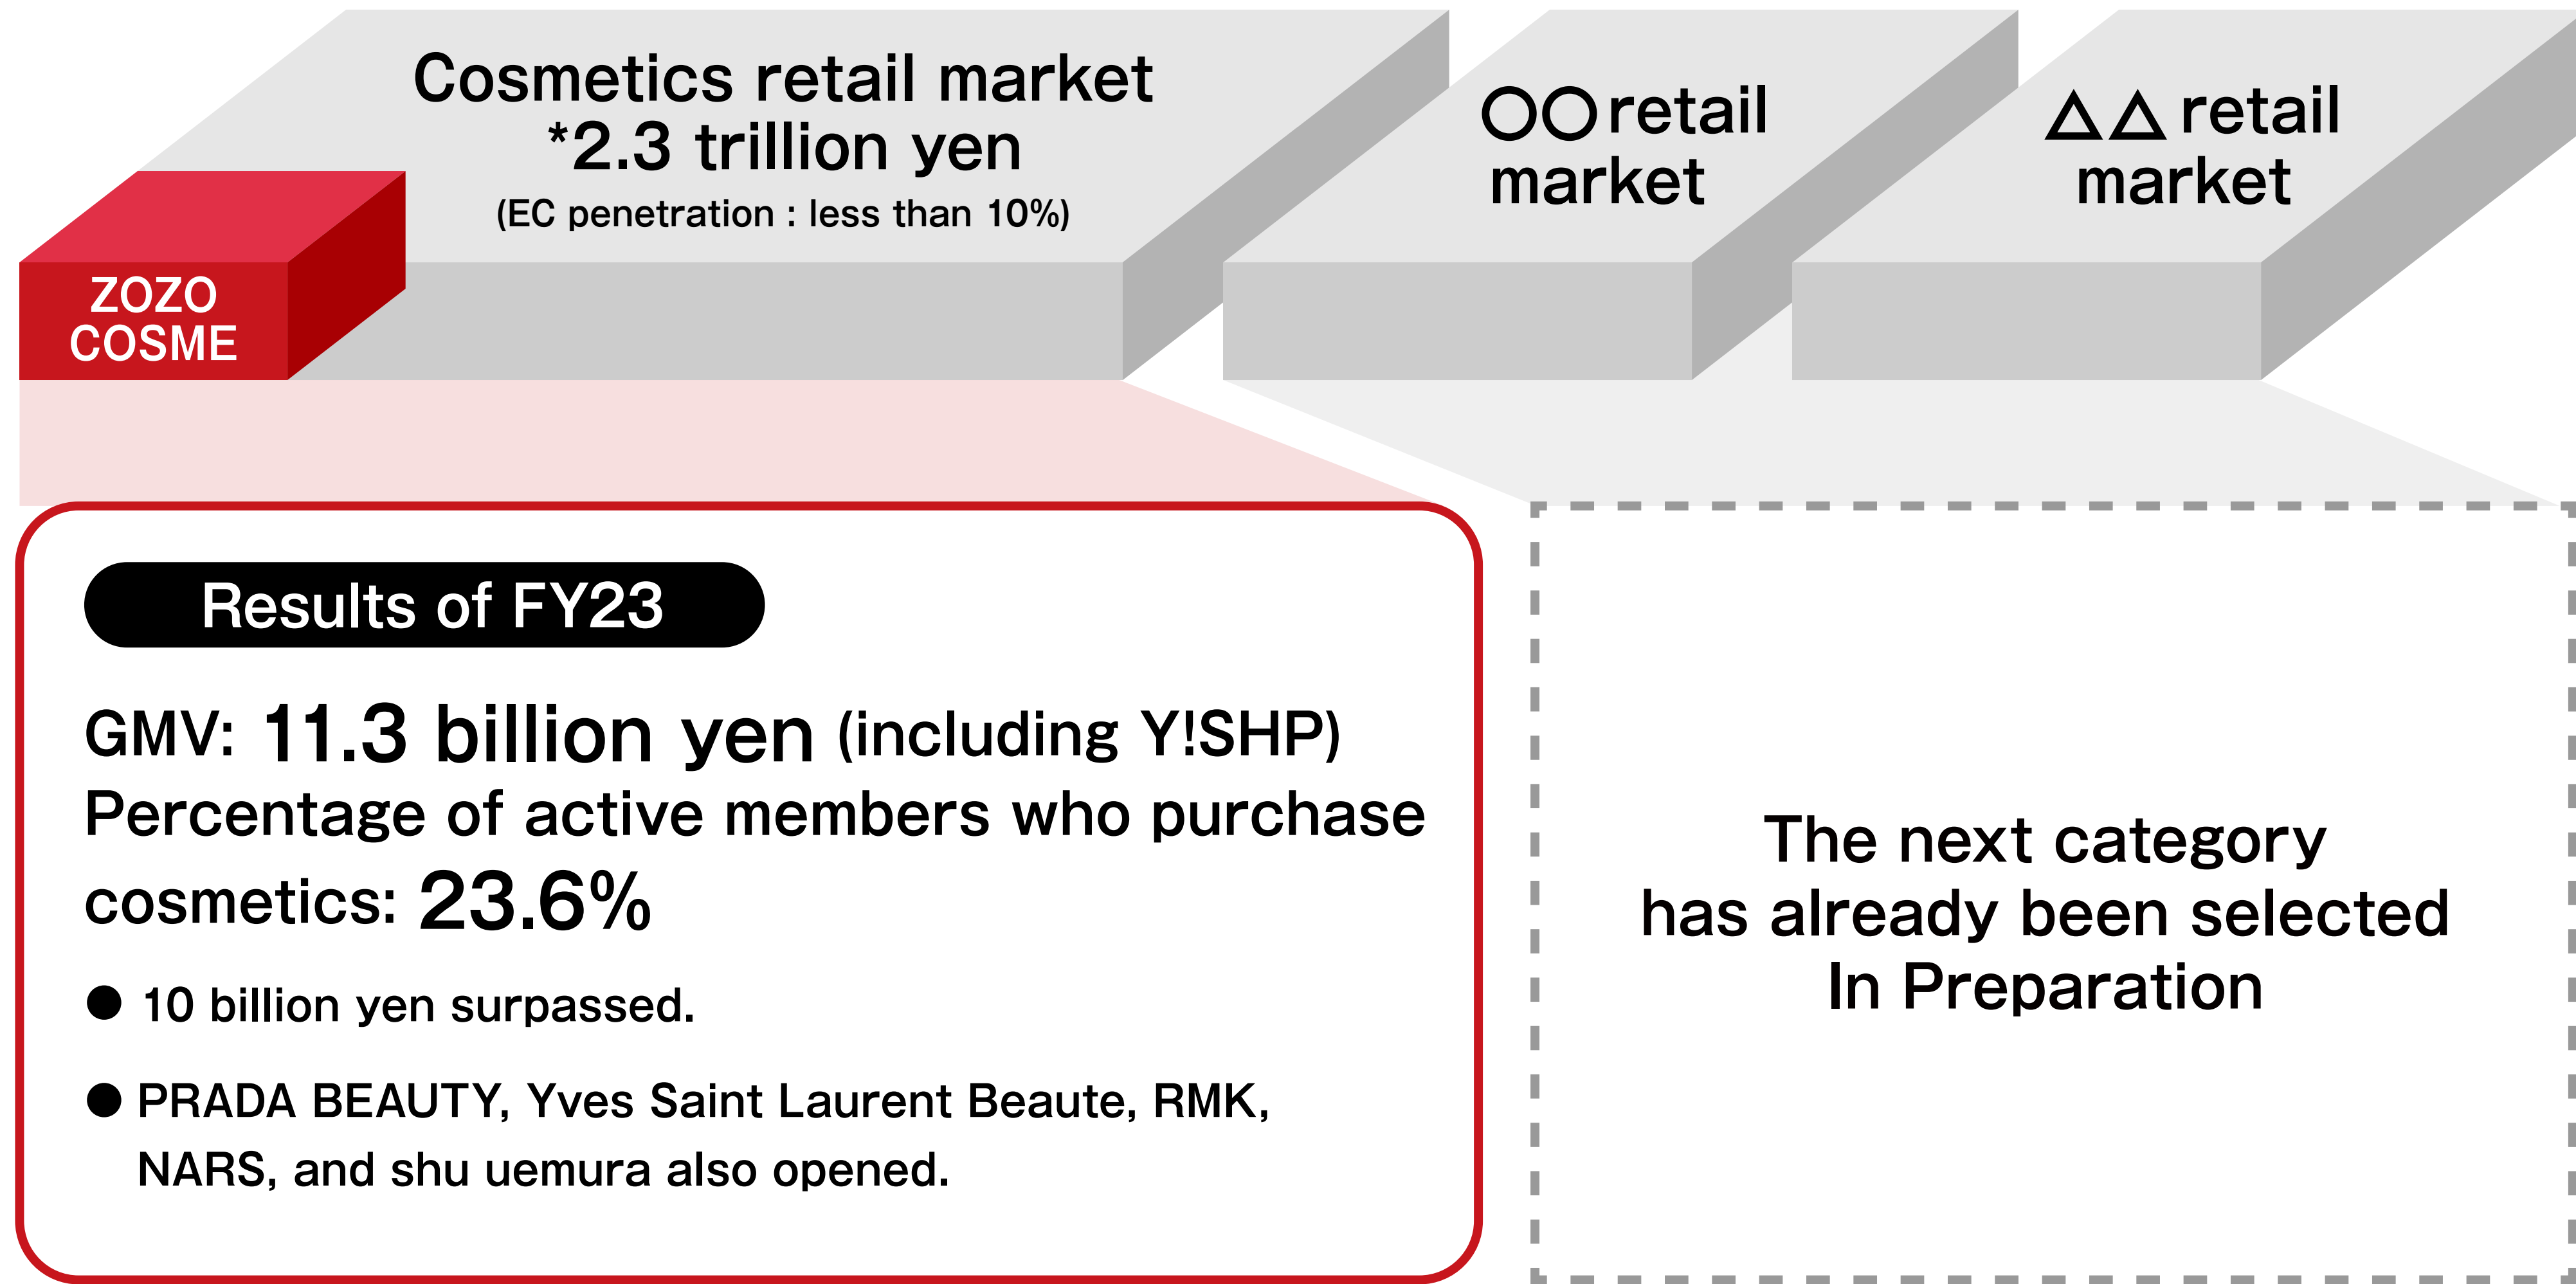 Cosmetics retail market
*2.3 trillion yen
(EC penetration : less than 10%)
○○ retail
market
△△ retail
market
ZOZO
COSME
Results of FY23
GMV: 11.3 billion yen (including Y!SHP)
Percentage of active members who purchase
cosmetics: 23.6%
● 10 billion yen surpassed.
● PRADA BEAUTY, Yves Saint Laurent Beaute, RMK,
NARS, and shu uemura also opened.
The next category
has already been selected
In Preparation